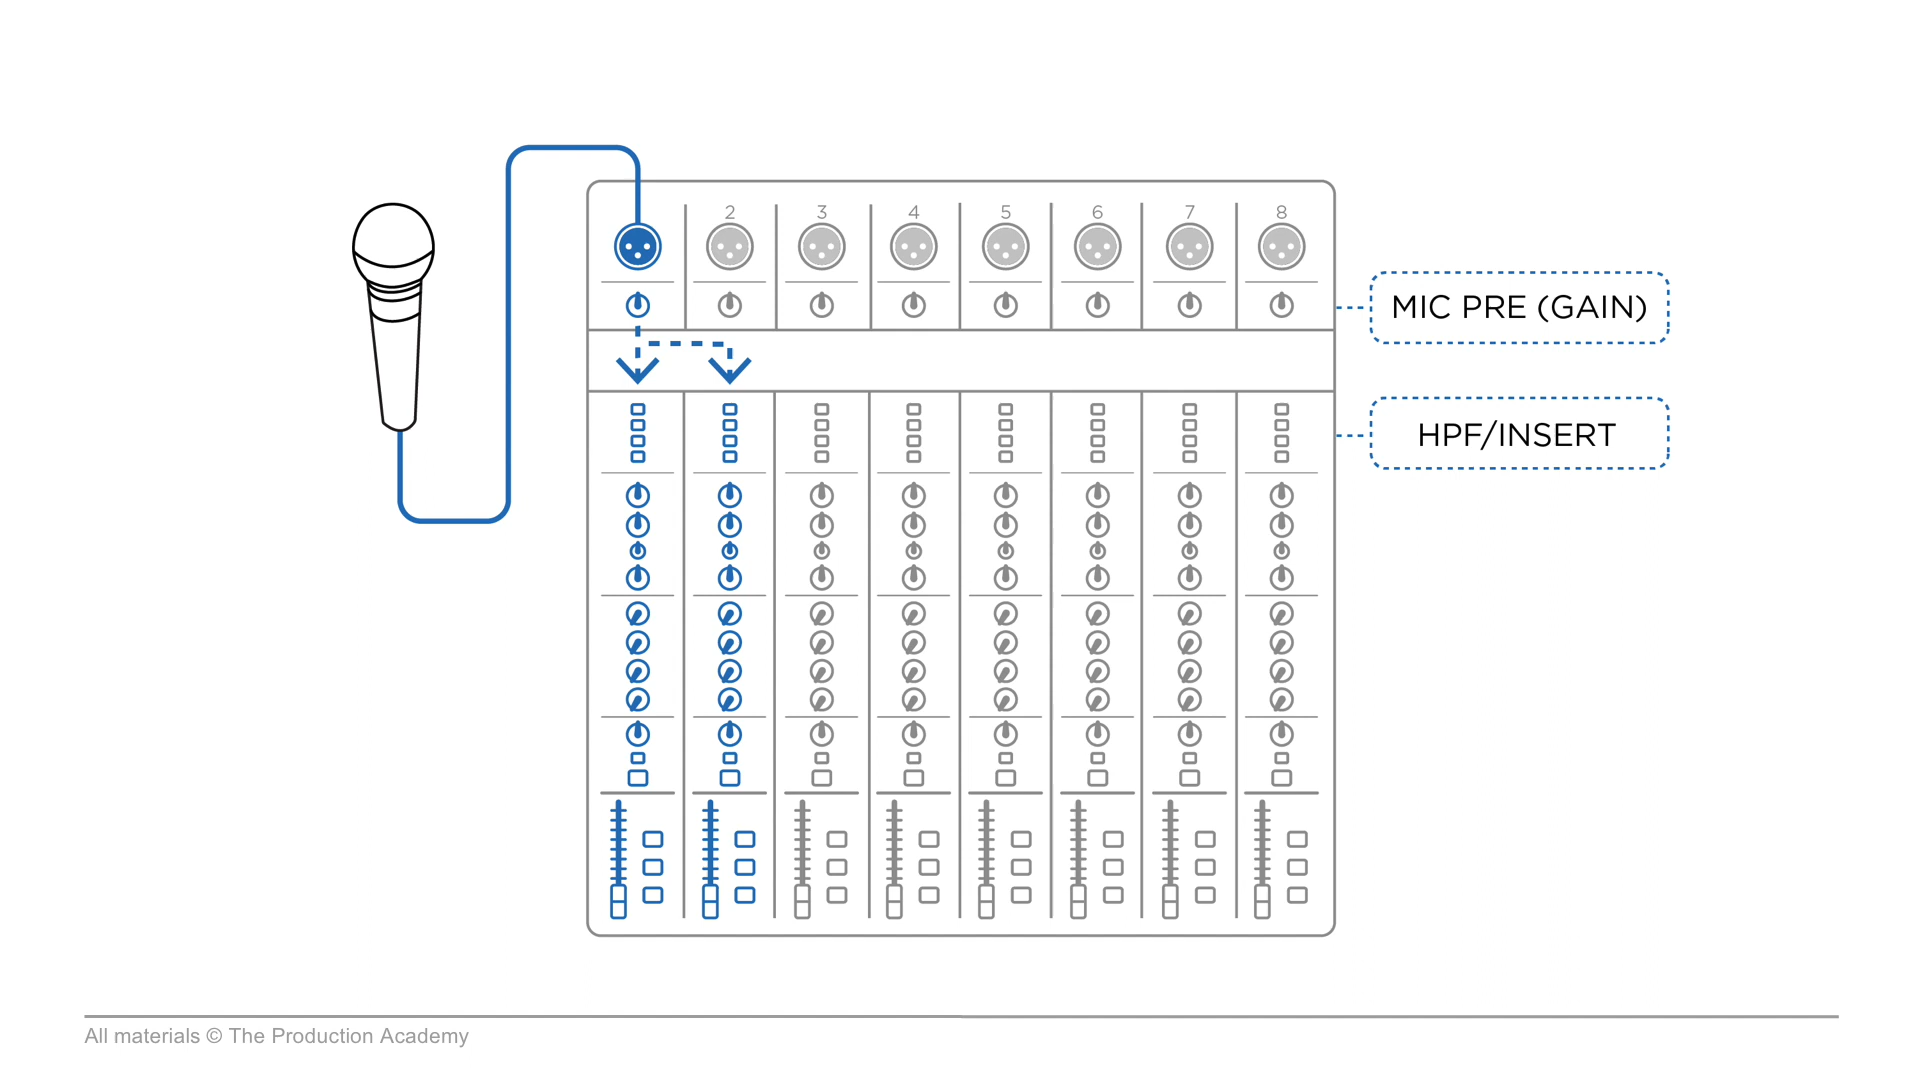 2 3 4 5 6 7 8
MIC PRE (GAIN)
HPF/INSERT
All materials © The Production Academy